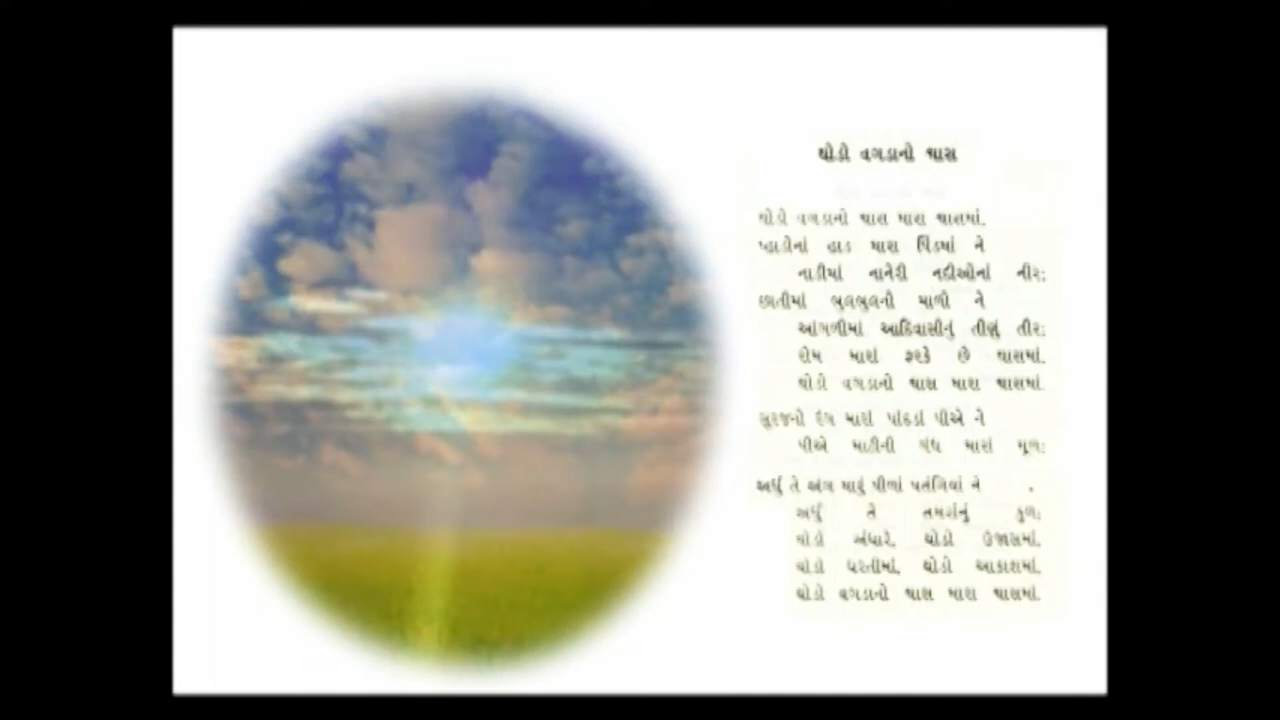 થોડો વગડાનો શ્વાસ
થોડો વગડાનો શ્વાસ મારા શ્વાસમાં.
પ્હાડોનાં હાડ મારા પિંડમાં ને
નાડીમાં નાનેરી નદીઓનાં નીર;
છાતીમાં બુલબુલનો માળો ને
આંગળીમાં આદિવાસીનું તીણું તીર;
રોમ મારાં ફરકે છે ઘાસમાં.
થોડો વગડાનો શ્વાસ મારા શ્વાસમાં.
સૂરજનો રંગ મારાં પાંદડાં પીએ ને
પીએ માટીની ગંધ મારાં મૂળ;
અર્ધું તે અંગ મારું પીળાં પતંગિયાં ને
અર્ધું તે તમરાંનું કુળ;
થોડો અંધારે, થોડો ઉજાસમાં,
થોડો ધરતીમાં, થોડો આકાશમાં,
થોડો વગડાનો શ્વાસ મારા શ્વાસમાં.